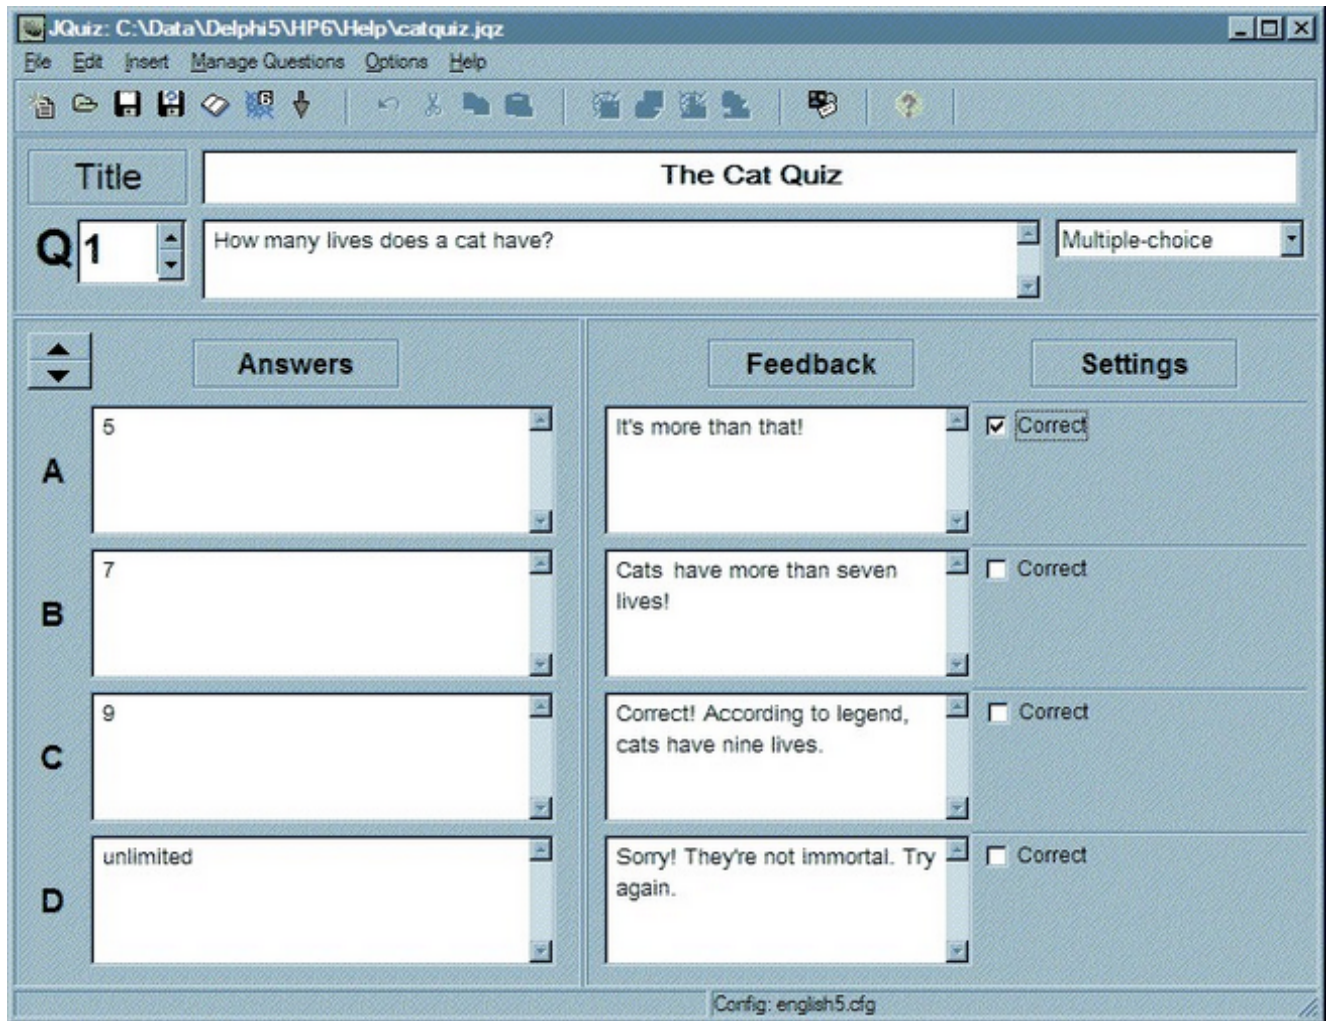 JQuiz: C:\Data\Delphi5\HP6\Help\catquiz.jqz
File Edit Insert Manage Questions Options Help
Title
The Cat Quiz
Q 1
How many lives does a cat have?
Multiple-choice
Answers
Feedback
Settings
A
5
It's more than that!
Correct
B
7
Cats have more than seven
lives!
Correct
C
9
Correct! According to legend,
cats have nine lives.
Correct
D
unlimited
Sorry! They're not immortal. Try
again.
Correct
Config: english5.cfg